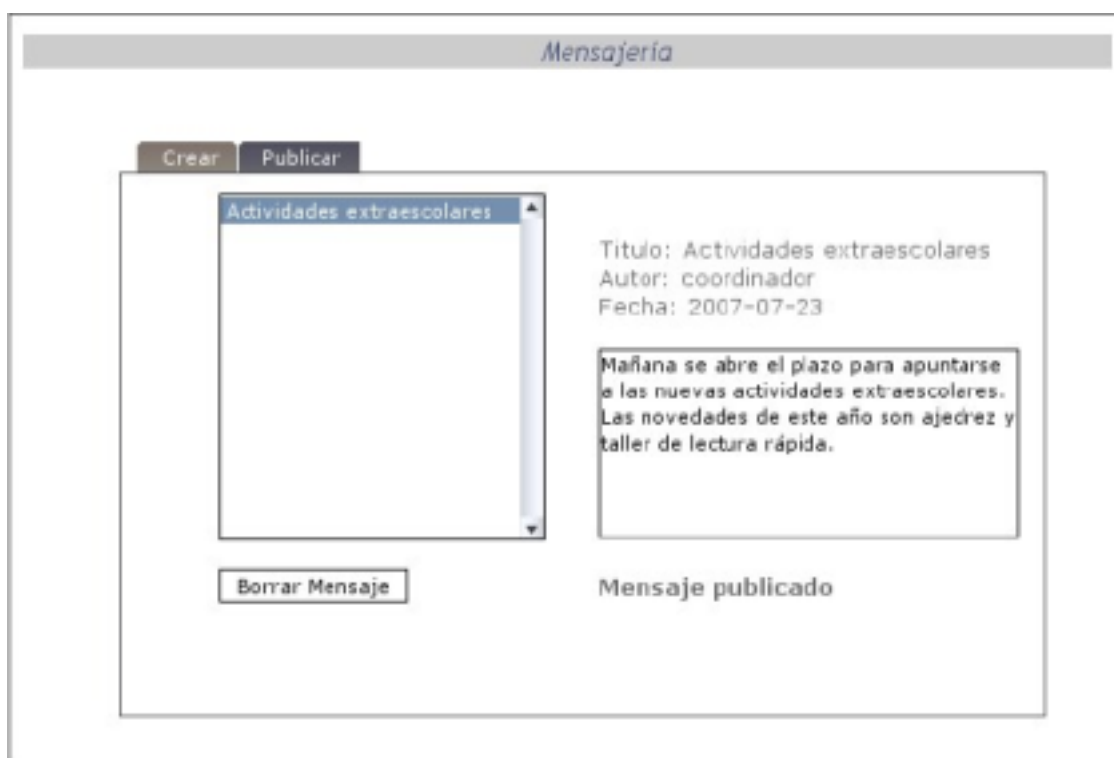 Mensajería
Crear
Publicar
Actividades extraescolares
Titulo: Actividades extraescolares
Autor: coordinador
Fecha: 2007-07-23
Mañana se abre el plazo para apuntarse
a las nuevas actividades extraescolares.
Las novedades de este año son ajedrez y
taller de lectura rápida.
Borrar Mensaje
Mensaje publicado